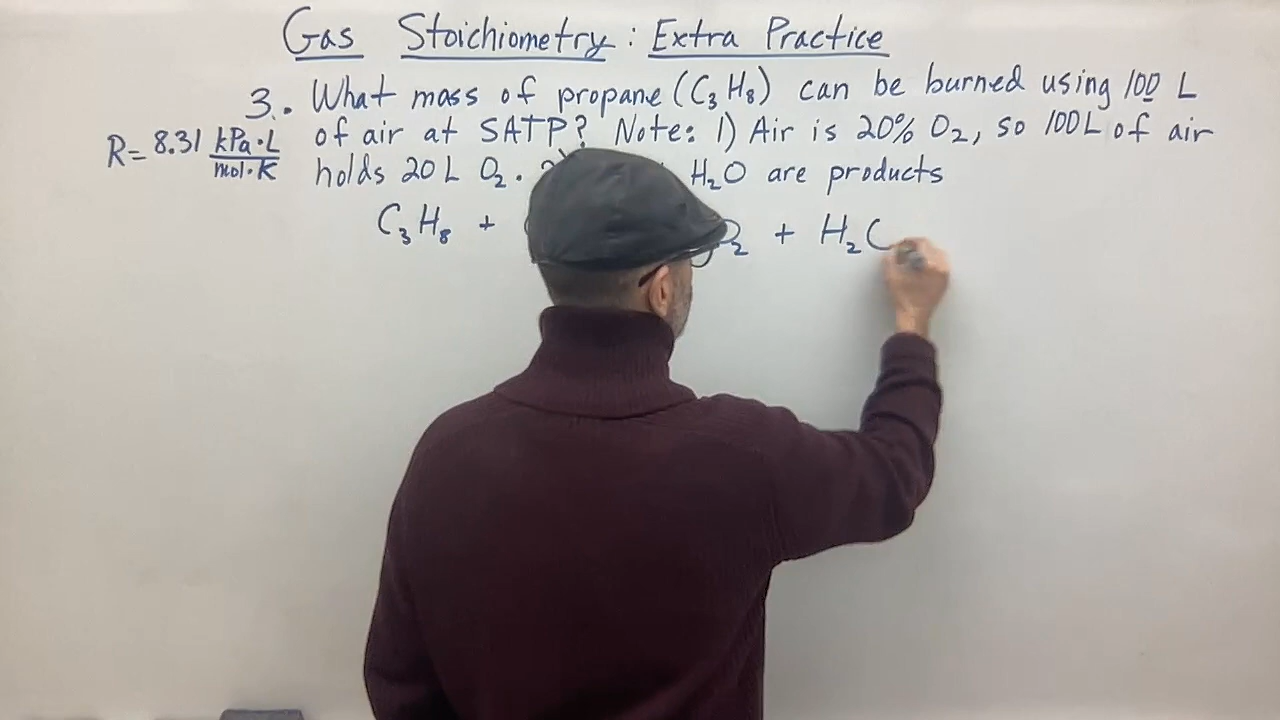 Gas Stoichiometry: Extra Practice
3. What mass of propane (C₃H₈) can be burned using 100 L
R = 8.31 kPa·L/mol·K
of air at SATP? Note: 1) Air is 20% O₂, so 100L of air
holds 20 L O₂. H₂O are products
C₃H₈ + O₂ + H₂O